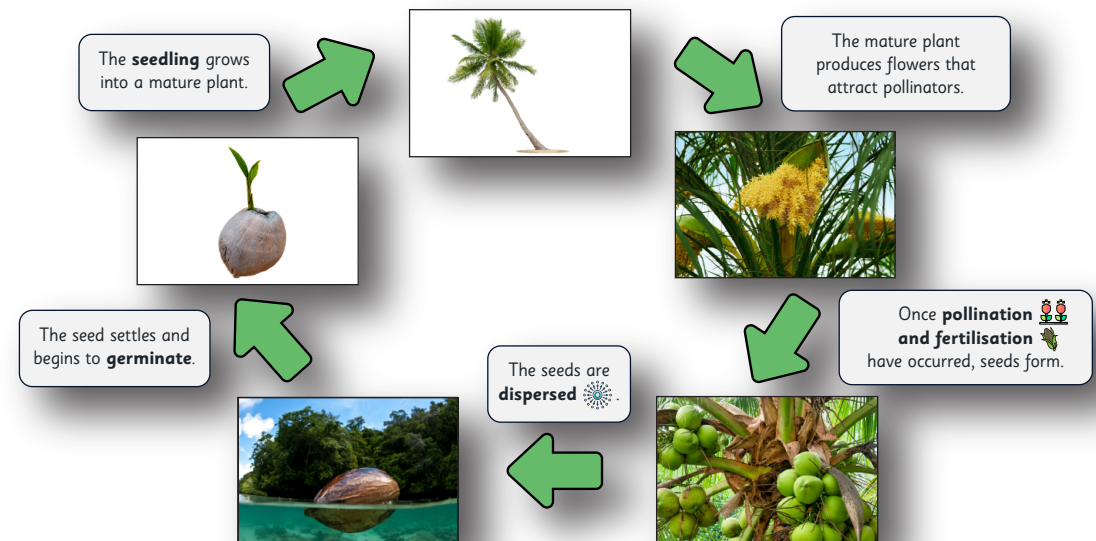 The seedling grows
into a mature plant.
The mature plant
produces flowers that
attract pollinators.
Once pollination
and fertilisation
have occurred, seeds form.
The seeds are
dispersed .
The seed settles and
begins to germinate.